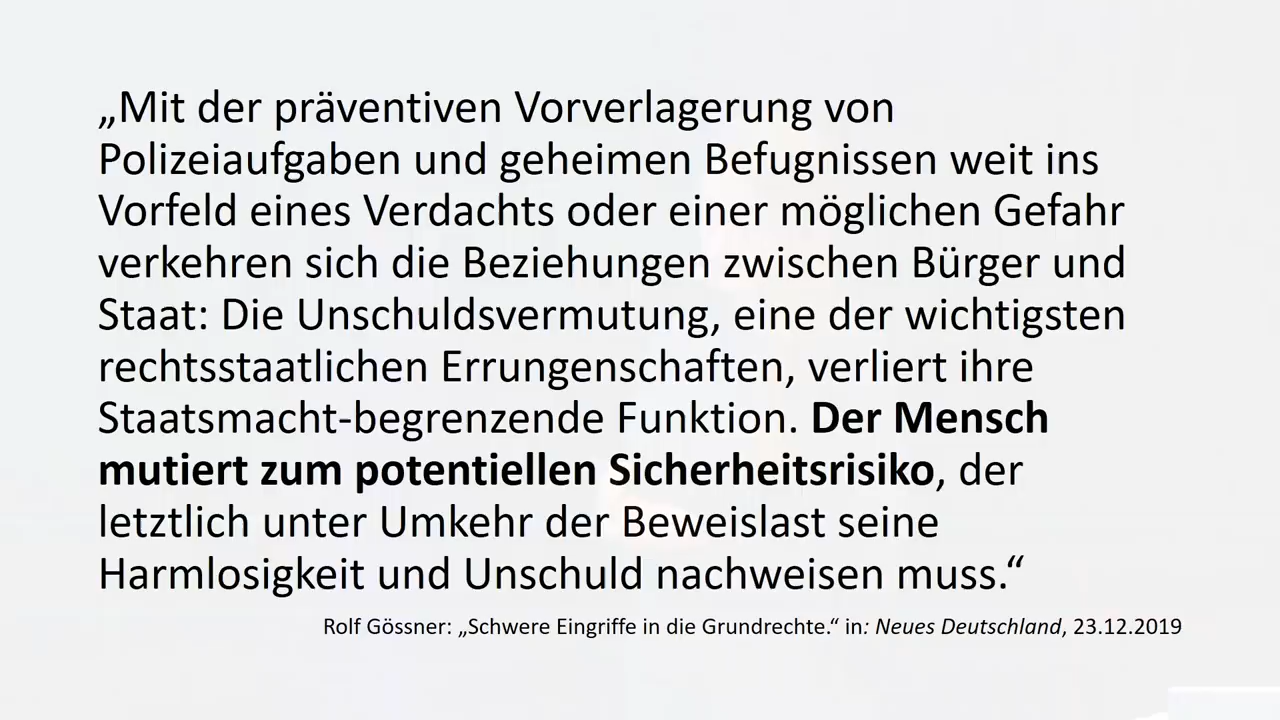 „Mit der präventiven Vorverlagerung von
Polizeiaufgaben und geheimen Befugnissen weit ins
Vorfeld eines Verdachts oder einer möglichen Gefahr
verkehren sich die Beziehungen zwischen Bürger und
Staat: Die Unschuldsvermutung, eine der wichtigsten
rechtsstaatlichen Errungenschaften, verliert ihre
Staatsmacht-begrenzende Funktion. Der Mensch
mutiert zum potentiellen Sicherheitsrisiko, der
letztlich unter Umkehr der Beweislast seine
Harmlosigkeit und Unschuld nachweisen muss.“
Rolf Gössner: „Schwere Eingriffe in die Grundrechte.“ in: Neues Deutschland, 23.12.2019